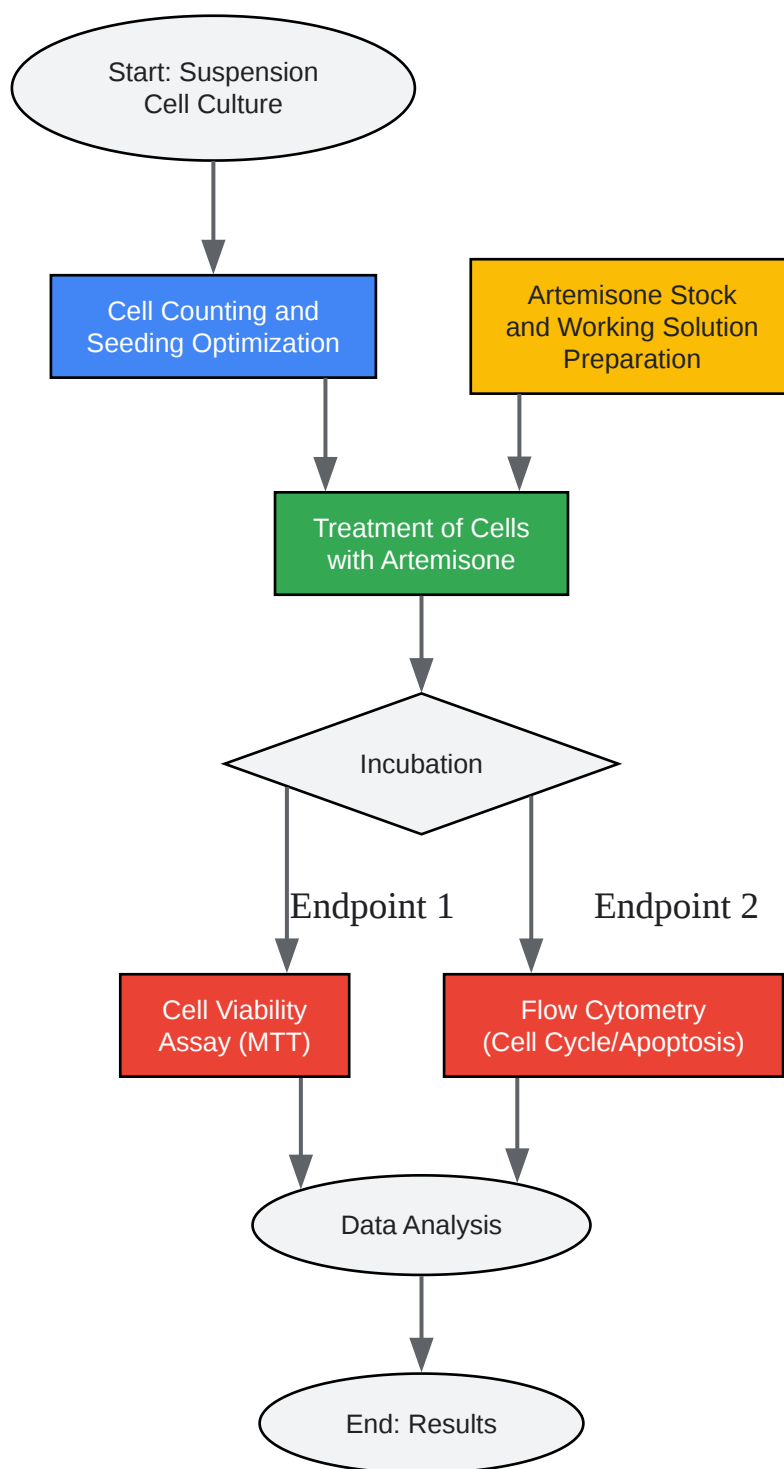 Start: Suspension
Cell Culture
Cell Counting and
Seeding Optimization
Artemisone Stock
and Working Solution
Preparation
Treatment of Cells
with Artemisone
Incubation
Endpoint 1
Endpoint 2
Cell Viability
Assay (MTT)
Flow Cytometry
(Cell Cycle/Apoptosis)
Data Analysis
End: Results